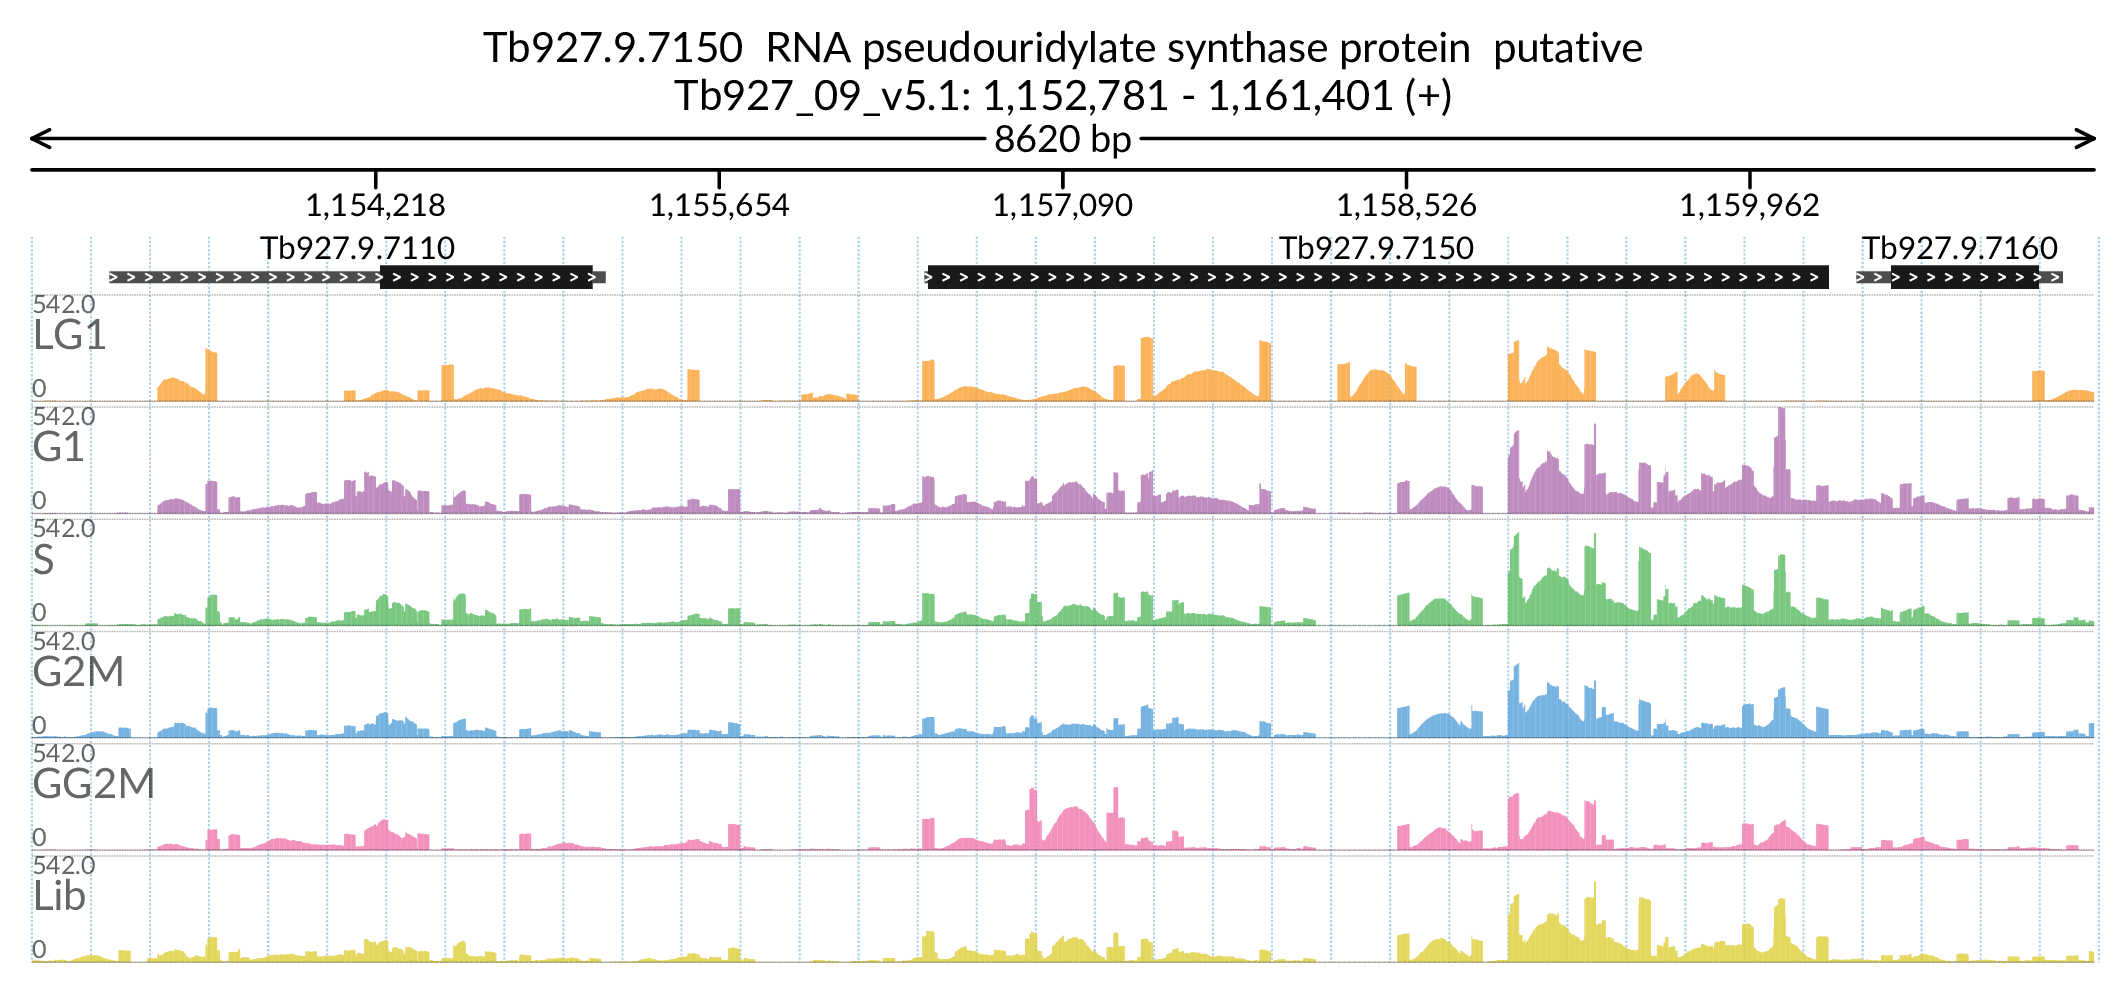 Tb927.9.7150 RNA pseudouridylate synthase protein putative
Tb927_09_v5.1: 1,152,781 - 1,161,401 (+)
8620 bp
1,154,218 1,155,654 1,157,090 1,158,526 1,159,962
Tb927.9.7110 Tb927.9.7150 Tb927.9.7160
542.0
LG1
0
542.0
G1
0
542.0
S
0
542.0
G2M
0
542.0
GG2M
0
542.0
Lib
0